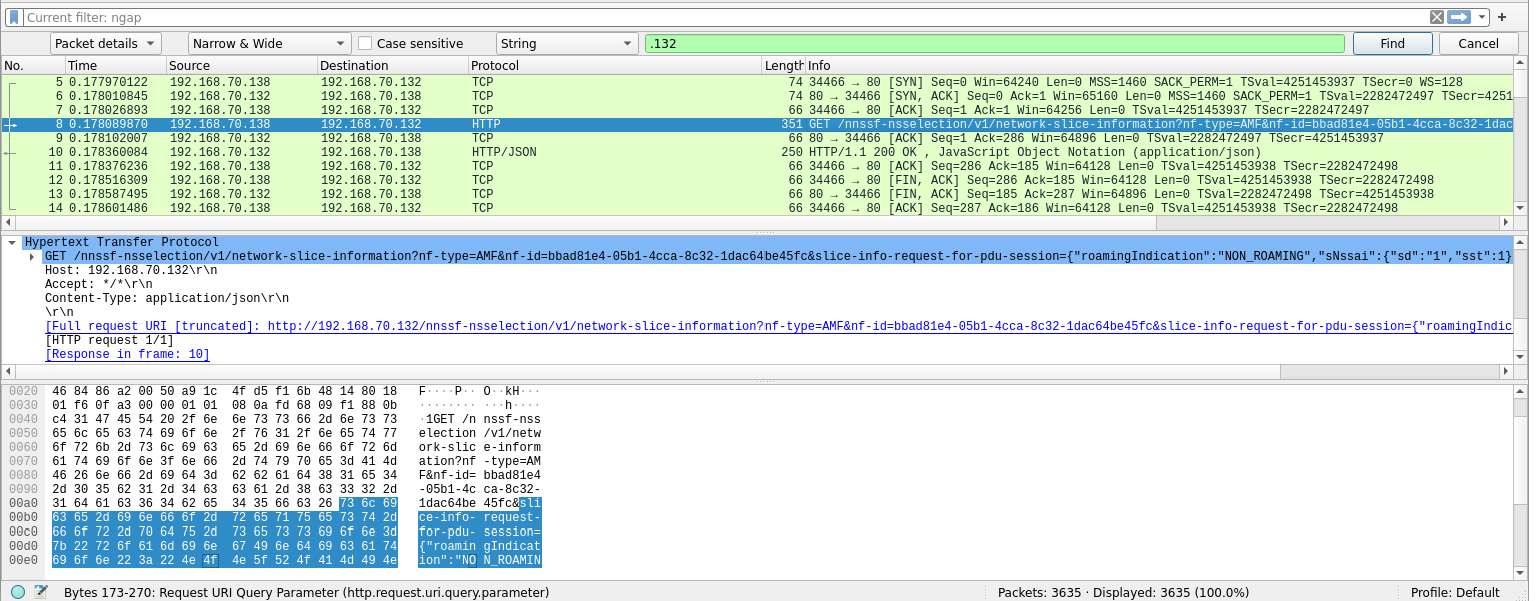 Current filter: ngap
Packet details Narrow & Wide Case sensitive String .132 Find Cancel
No. Time Source Destination Protocol Length Info
5 0.177970122 192.168.70.138 192.168.70.132 TCP 74 34466 → 80 [SYN] Seq=0 Win=64240 Len=0 MSS=1460 SACK_PERM=1 TSval=4251453937 TSecr=0 WS=128
6 0.178010845 192.168.70.132 192.168.70.138 TCP 74 80 → 34466 [SYN, ACK] Seq=0 Ack=1 Win=65160 Len=0 MSS=1460 SACK_PERM=1 TSval=2282472497 TSecr=4251
7 0.178026893 192.168.70.138 192.168.70.132 TCP 66 34466 → 80 [ACK] Seq=1 Ack=1 Win=64256 Len=0 TSval=4251453937 TSecr=2282472497
8 0.178089870 192.168.70.138 192.168.70.132 HTTP 351 GET /nnssf-nsselection/v1/network-slice-information?nf-type=AMF&nf-id=bbad81e4-05b1-4cca-8c32-1dac
9 0.178102007 192.168.70.132 192.168.70.138 TCP 66 80 → 34466 [ACK] Seq=1 Ack=286 Win=64896 Len=0 TSval=2282472497 TSecr=4251453937
10 0.178360084 192.168.70.132 192.168.70.138 HTTP/JSON 250 HTTP/1.1 200 OK , JavaScript Object Notation (application/json)
11 0.178376236 192.168.70.138 192.168.70.132 TCP 66 34466 → 80 [ACK] Seq=286 Ack=185 Win=64128 Len=0 TSval=4251453938 TSecr=2282472498
12 0.178516309 192.168.70.138 192.168.70.132 TCP 66 34466 → 80 [FIN, ACK] Seq=286 Ack=185 Win=64128 Len=0 TSval=4251453938 TSecr=2282472498
13 0.178587495 192.168.70.132 192.168.70.138 TCP 66 80 → 34466 [FIN, ACK] Seq=185 Ack=287 Win=64896 Len=0 TSval=2282472498 TSecr=4251453938
14 0.178601486 192.168.70.138 192.168.70.132 TCP 66 34466 → 80 [ACK] Seq=287 Ack=186 Win=64128 Len=0 TSval=4251453938 TSecr=2282472498
Hypertext Transfer Protocol
GET /nnssf-nsselection/v1/network-slice-information?nf-type=AMF&nf-id=bbad81e4-05b1-4cca-8c32-1dac64be45fc&slice-info-request-for-pdu-session={"roamingIndication":"NON_ROAMING","sNssai":{"sd":"1","sst":1}
Host: 192.168.70.132\r\n
Accept: */*\r\n
Content-Type: application/json\r\n
\r\n
[Full request URI [truncated]: http://192.168.70.132/nnssf-nsselection/v1/network-slice-information?nf-type=AMF&nf-id=bbad81e4-05b1-4cca-8c32-1dac64be45fc&slice-info-request-for-pdu-session={"roamingIndic
[HTTP request 1/1]
[Response in frame: 10]
0020 46 84 86 a2 00 50 a9 1c 4f d5 f1 6b 48 14 80 18 F····P·· O··kH···
0030 01 f6 0f a3 00 00 01 01 08 0a fd 68 09 f1 88 0b ········ ···h····
0040 c4 31 47 45 54 20 2f 6e 6e 73 73 66 2d 6e 73 73 ·1GET /n nssf-nss
0050 65 6c 65 63 74 69 6f 6e 2f 76 31 2f 6e 65 74 77 election /v1/netw
0060 6f 72 6b 2d 73 6c 69 63 65 2d 69 6e 66 6f 72 6d ork-slic e-inform
0070 61 74 69 6f 6e 3f 6e 66 2d 74 79 70 65 3d 41 4d ation?nf -type=AM
0080 46 26 6e 66 2d 69 64 3d 62 62 61 64 38 31 65 34 F&nf-id= bbad81e4
0090 2d 30 35 62 31 2d 34 63 63 61 2d 38 63 33 32 2d -05b1-4c ca-8c32-
00a0 31 64 61 63 36 34 62 65 34 35 66 63 26 73 6c 69 1dac64be 45fc&sli
00b0 63 65 2d 69 6e 66 6f 2d 72 65 71 75 65 73 74 2d ce-info- request-
00c0 66 6f 72 2d 70 64 75 2d 73 65 73 73 69 6f 6e 3d for-pdu- session=
00d0 7b 22 72 6f 61 6d 69 6e 67 49 6e 64 69 63 61 74 {"roamin gIndicat
00e0 69 6f 6e 22 3a 22 4e 4f 4e 5f 52 4f 41 4d 49 4e ion":"NO N_ROAMIN
Bytes 173-270: Request URI Query Parameter (http.request.uri.query.parameter) Packets: 3635 · Displayed: 3635 (100.0%) Profile: Default